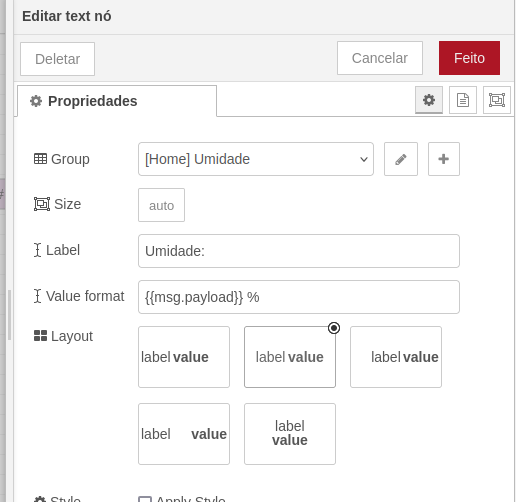 Editar text nó
Deletar
Cancelar
Feito
Propriedades
Group
[Home] Umidade
Size
auto
Label
Umidade:
Value format
{{msg.payload}} %
Layout
label value
label value
label value
label value
label
value
Style
Apply Style